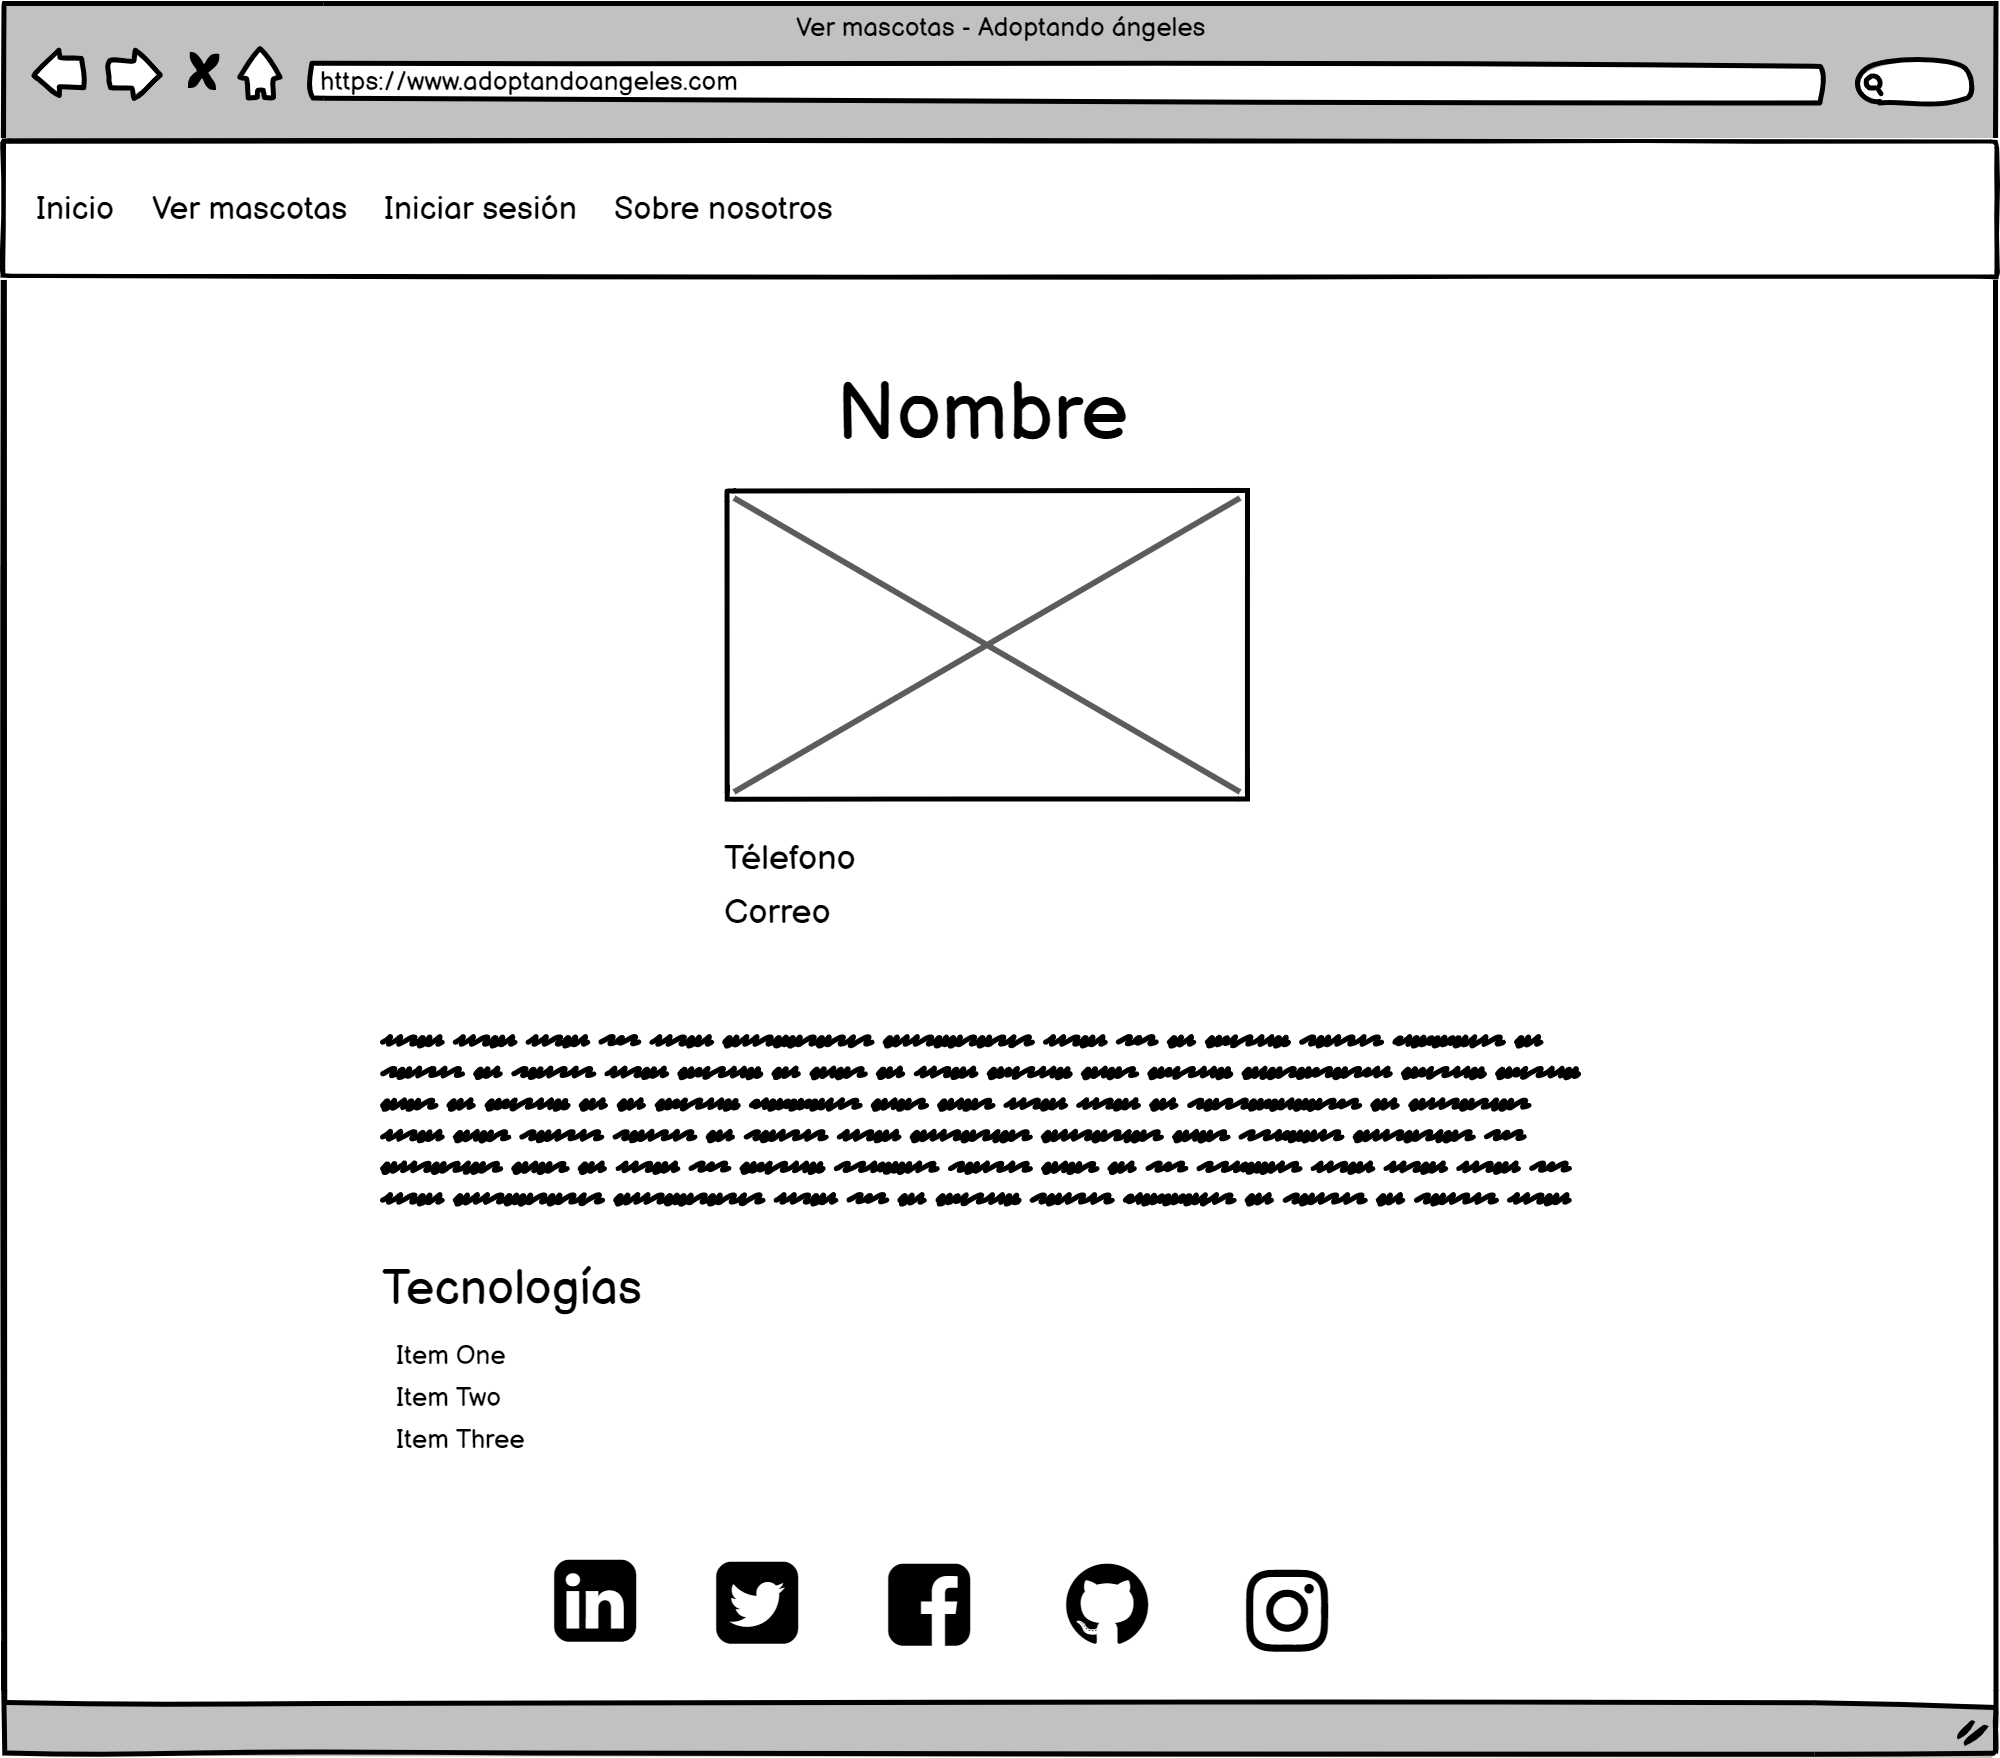 Ver mascotas - Adoptando ángeles
https://www.adoptandoangeles.com
Inicio Ver mascotas Iniciar sesión Sobre nosotros
Nombre
Télefono
Correo
Tecnologías
Item One
Item Two
Item Three
in